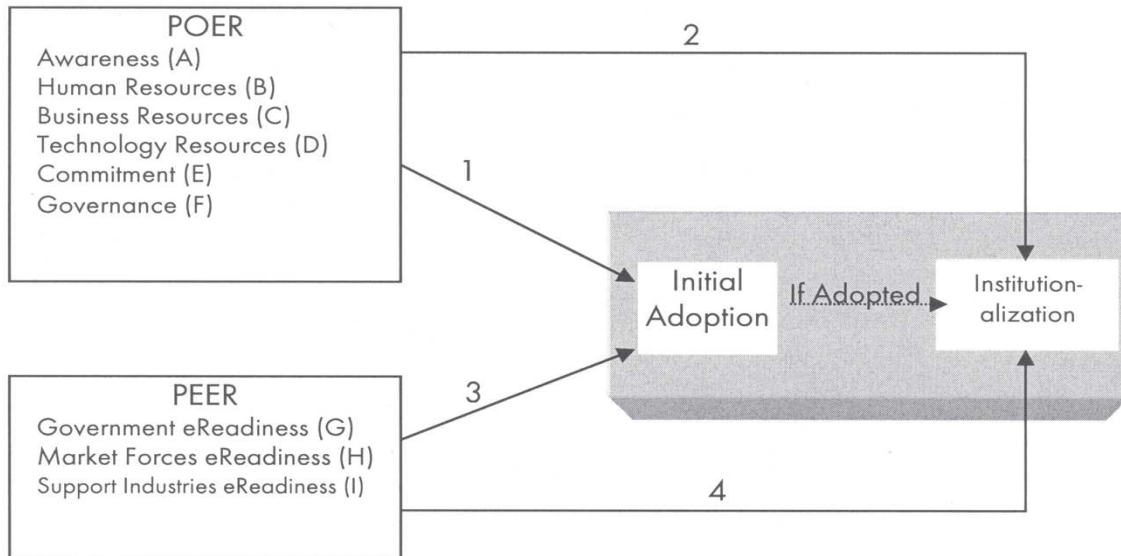 POER
Awareness (A)
Human Resources (B)
Business Resources (C)
Technology Resources (D)
Commitment (E)
Governance (F)
2
1
Initial
Adoption
If Adopted
Institution-
alization
PEER
Government eReadiness (G)
Market Forces eReadiness (H)
Support Industries eReadiness (I)
3
4